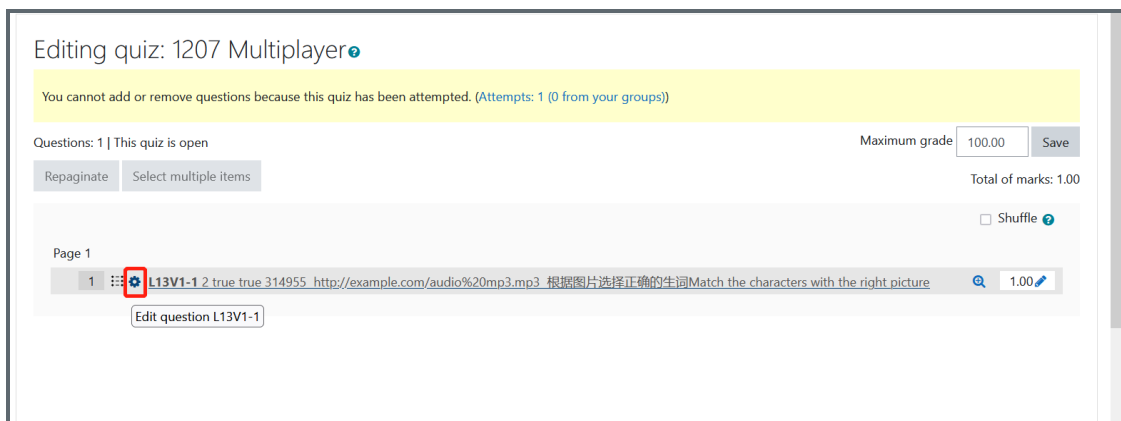 Editing quiz: 1207 Multiplayer
You cannot add or remove questions because this quiz has been attempted. (Attempts: 1 (0 from your groups))
Questions: 1 | This quiz is open
Maximum grade 100.00 Save
Repaginate Select multiple items
Total of marks: 1.00
Shuffle
Page 1
1 L13V1-1 2 true true 314955 http://example.com/audio%20mp3.mp3 根据图片选择正确的生词Match the characters with the right picture 1.00
Edit question L13V1-1